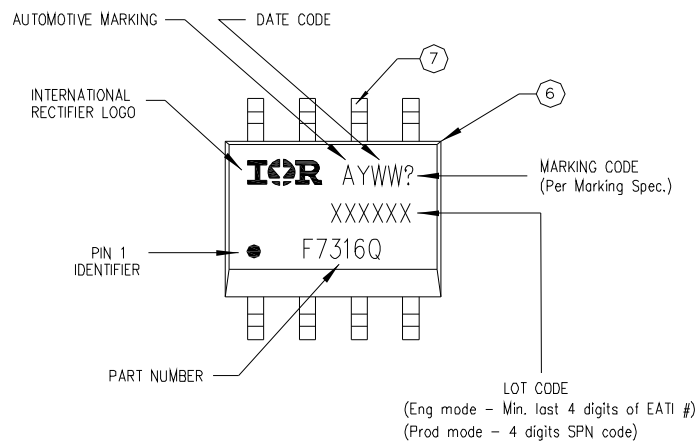 AUTOMOTIVE MARKING
DATE CODE
7
INTERNATIONAL
RECTIFIER LOGO
6
IOR
AYWW?
MARKING CODE
(Per Marking Spec.)
XXXXXX
PIN 1
IDENTIFIER
F7316Q
PART NUMBER
LOT CODE
(Eng mode – Min. last 4 digits of EATI #)
(Prod mode – 4 digits SPN code)